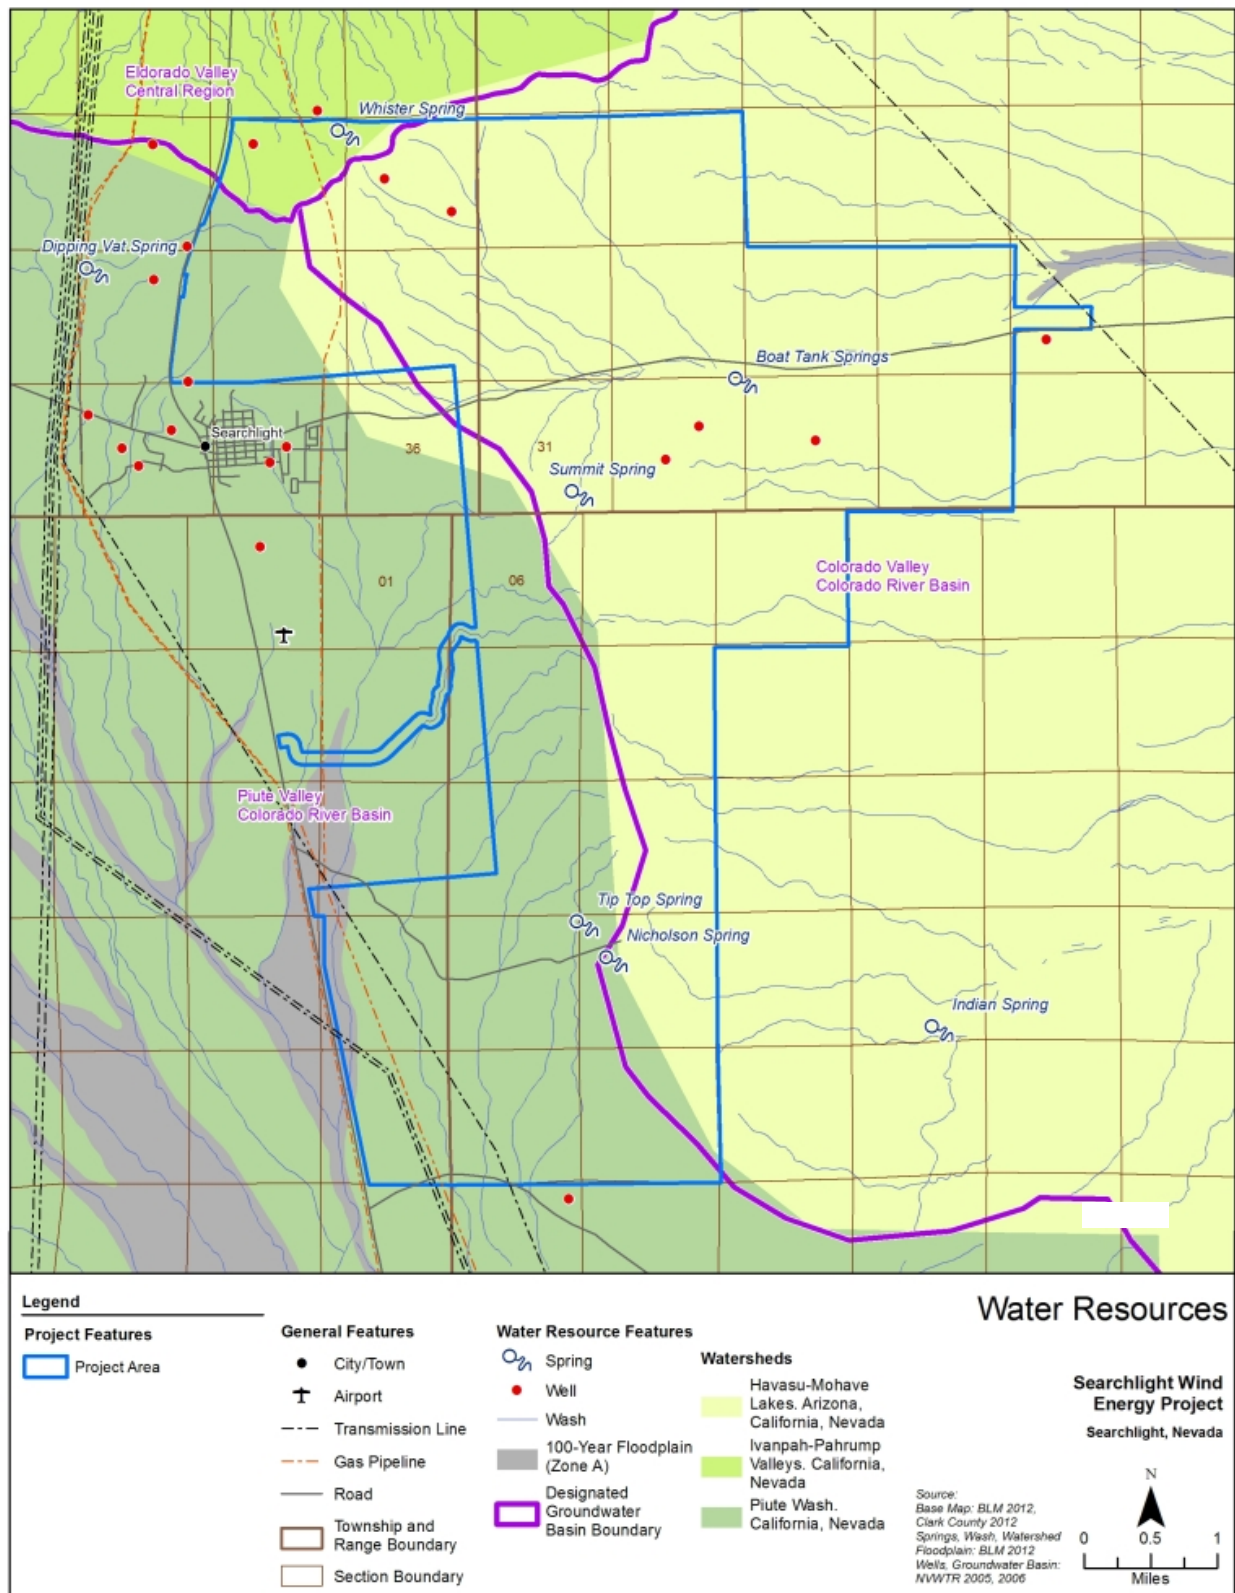 Eldorado Valley
Central Region
Whister Spring
Dipping Vat Spring
Boat Tank Springs
Searchlight
36
31
Summit Spring
01
06
Colorado Valley
Colorado River Basin
Piute Valley
Colorado River Basin
Tip Top Spring
Nicholson Spring
Indian Spring
Legend
Project Features
Project Area
General Features
City/Town
Airport
Transmission Line
Gas Pipeline
Road
Township and
Range Boundary
Section Boundary
Water Resource Features
Spring
Well
Wash
100-Year Floodplain
(Zone A)
Designated
Groundwater
Basin Boundary
Watersheds
Havasu-Mohave
Lakes. Arizona,
California, Nevada
Ivanpah-Pahrump
Valleys. California,
Nevada
Piute Wash.
California, Nevada
Water Resources
Searchlight Wind
Energy Project
Searchlight, Nevada
Source:
Base Map: BLM 2012,
Clark County 2012
Springs, Wash, Watershed
Floodplain: BLM 2012
Wells, Groundwater Basin:
NVWTR 2005, 2006
N
0 0.5 1
Miles